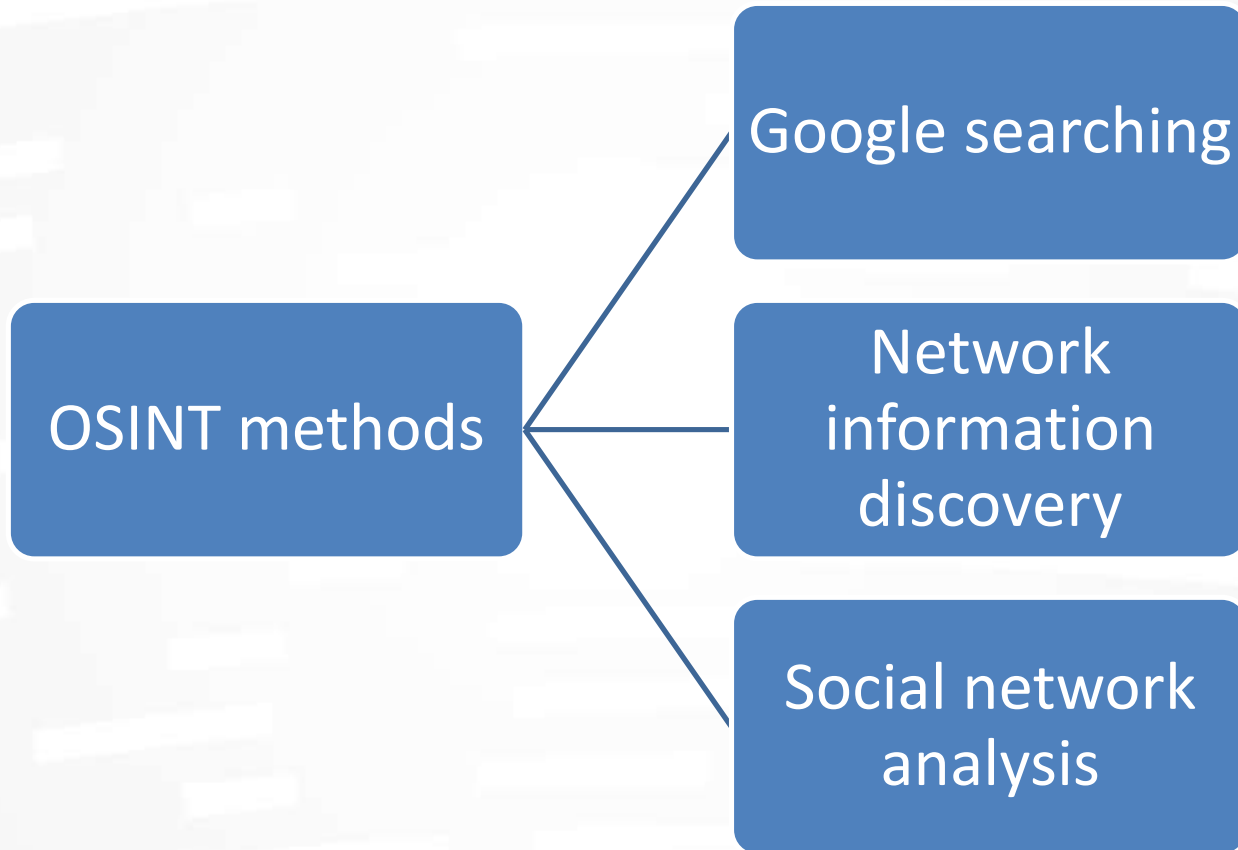 OSINT methods
Google searching
Network
information
discovery
Social network
analysis